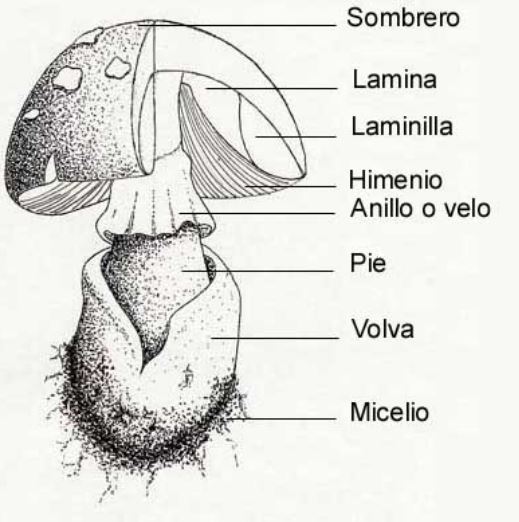 Sombrero
Lamina
Laminilla
Himenio
Anillo o velo
Pie
Volva
Micelio